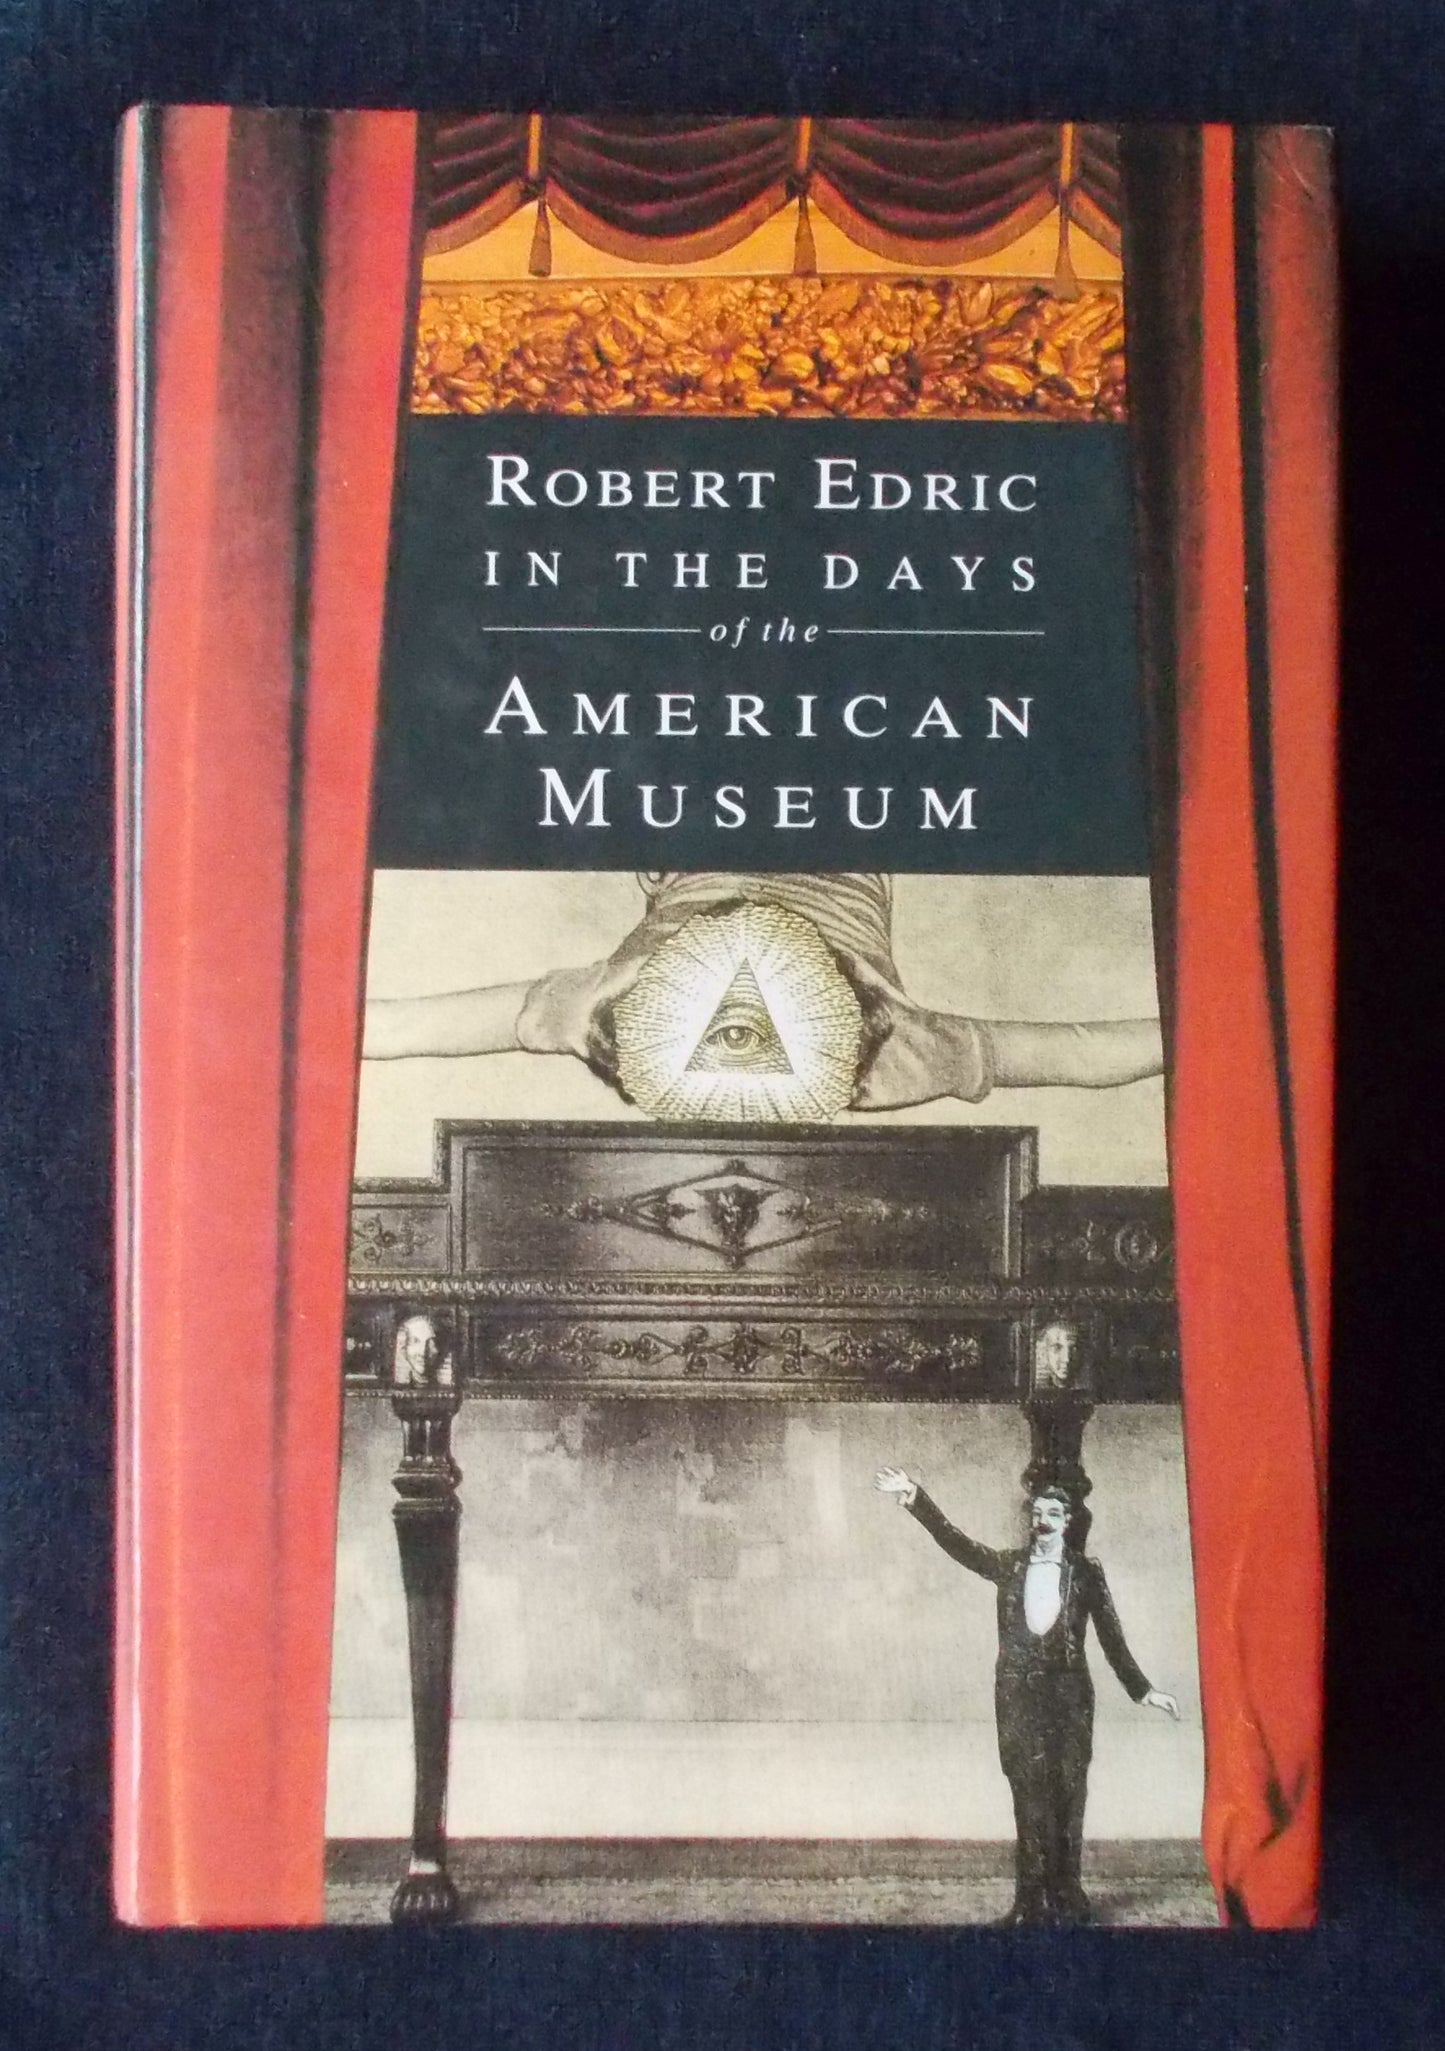 ROBERT EDRIC
IN THE DAYS
of the
AMERICAN
MUSEUM